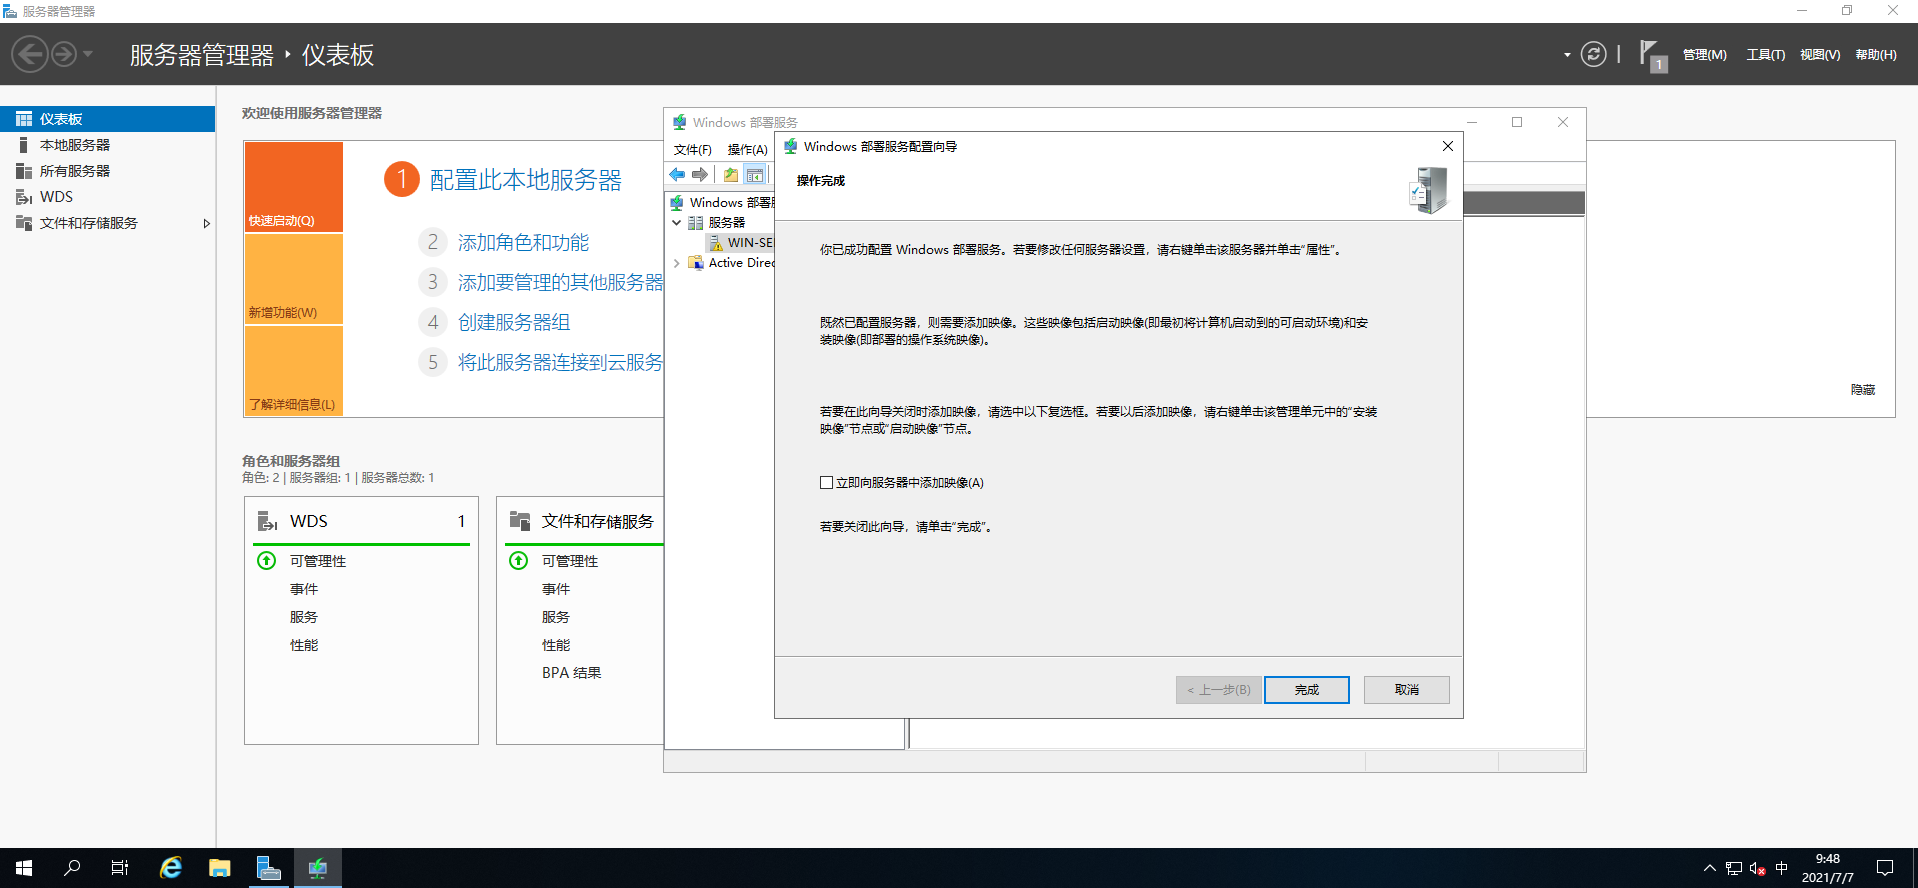 服务器管理器
服务器管理器 · 仪表板
1
管理(M) 工具(T) 视图(V) 帮助(H)
仪表板
本地服务器
所有服务器
WDS
文件和存储服务
欢迎使用服务器管理器
快速启动(Q)
新增功能(W)
了解详细信息(L)
1 配置此本地服务器
2 添加角色和功能
3 添加要管理的其他服务器
4 创建服务器组
5 将此服务器连接到云服务
隐藏
角色和服务器组
角色: 2 | 服务器组: 1 | 服务器总数: 1
WDS 1
可管理性
事件
服务
性能
文件和存储服务
可管理性
事件
服务
性能
BPA 结果
Windows 部署服务
文件(F) 操作(A)
Windows 部署
服务器
WIN-SE
Active Direc
Windows 部署服务配置向导
操作完成
你已成功配置 Windows 部署服务。若要修改任何服务器设置，请右键单击该服务器并单击“属性”。
既然已配置服务器，则需要添加映像。这些映像包括启动映像(即最初将计算机启动到的可启动环境)和安
装映像(即部署的操作系统映像)。
若要在此向导关闭时添加映像，请选中以下复选框。若要以后添加映像，请右键单击该管理单元中的“安装
映像”节点或“启动映像”节点。
立即向服务器中添加映像(A)
若要关闭此向导，请单击“完成”。
< 上一步(B) 完成 取消
中
9:48
2021/7/7